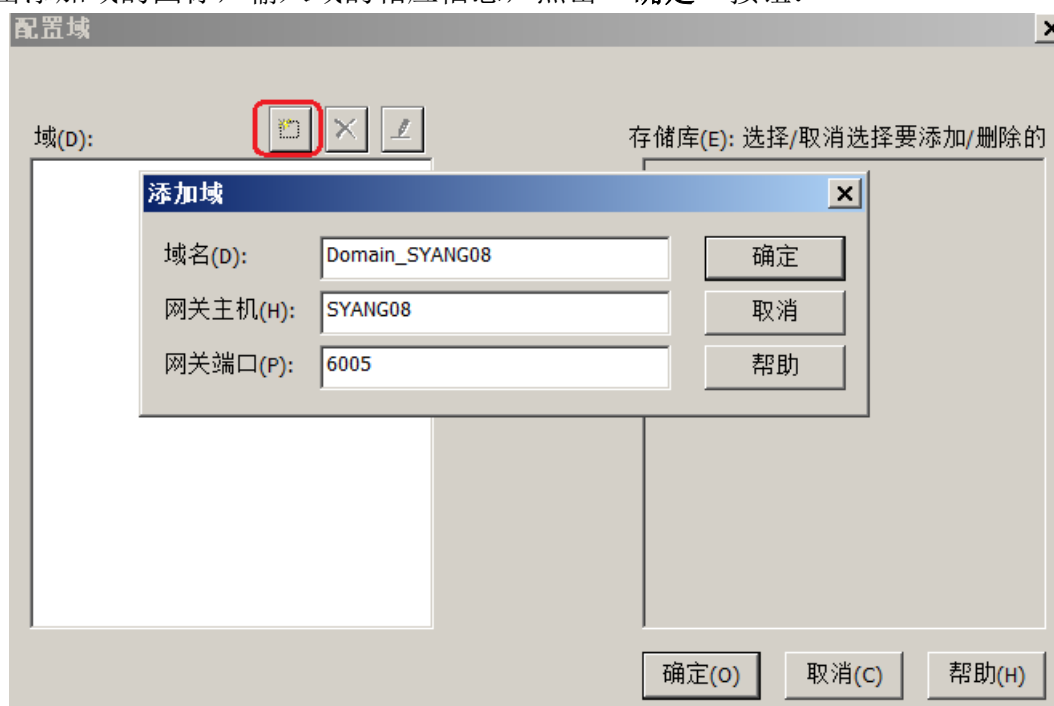 配置域
域(D):
存储库(E): 选择/取消选择要添加/删除的
添加域
域名(D): Domain_SYANG08 确定
网关主机(H): SYANG08 取消
网关端口(P): 6005 帮助
确定(O) 取消(C) 帮助(H)